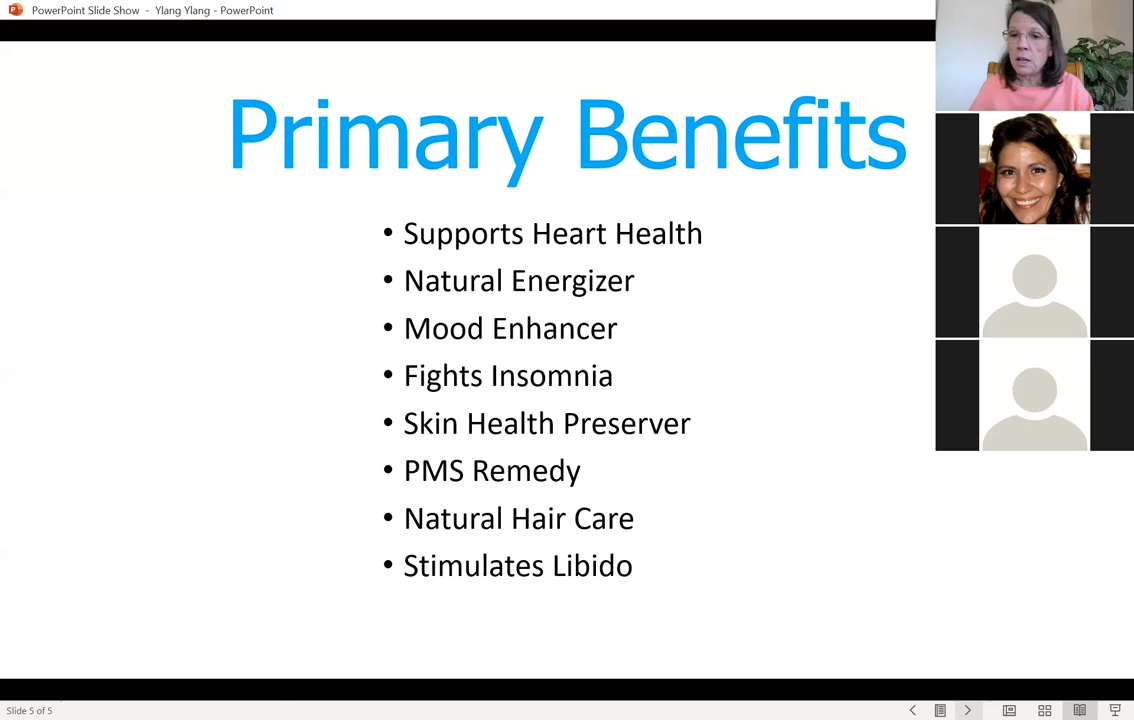 PowerPoint Slide Show - Ylang Ylang - PowerPoint
Primary Benefits
• Supports Heart Health
• Natural Energizer
• Mood Enhancer
• Fights Insomnia
• Skin Health Preserver
• PMS Remedy
• Natural Hair Care
• Stimulates Libido
Slide 5 of 5